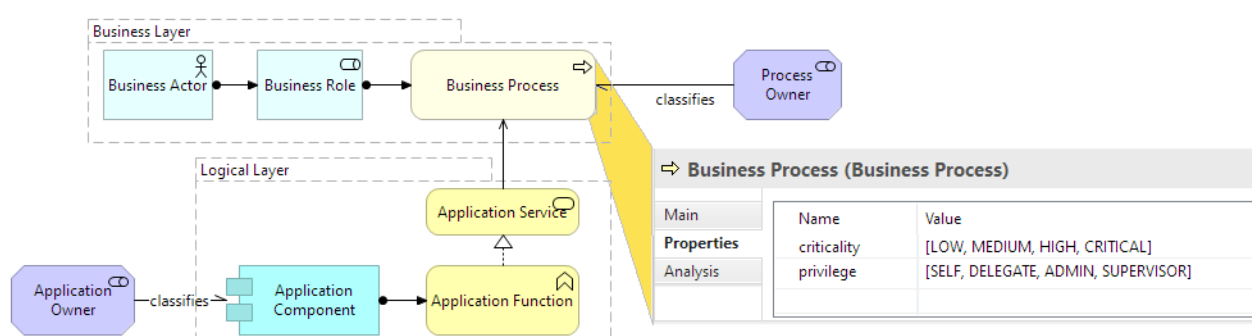 Business Layer
Business Actor
Business Role
Business Process
classifies
Process
Owner
Logical Layer
Application Service
Application
Owner
classifies
Application
Component
Application Function
Business Process (Business Process)
Main
Properties
Analysis
Name Value
criticality [LOW, MEDIUM, HIGH, CRITICAL]
privilege [SELF, DELEGATE, ADMIN, SUPERVISOR]